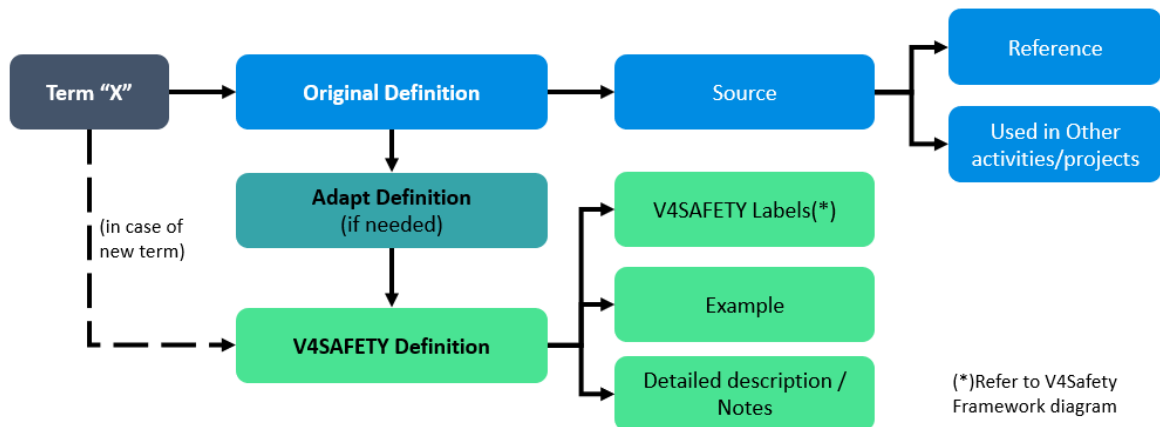 Reference
Term “X”
Original Definition
Source
Used in Other
activities/projects
Adapt Definition
(if needed)
V4SAFETY Labels(*)
(in case of
new term)
Example
V4SAFETY Definition
Detailed description /
Notes
(*)Refer to V4Safety
Framework diagram